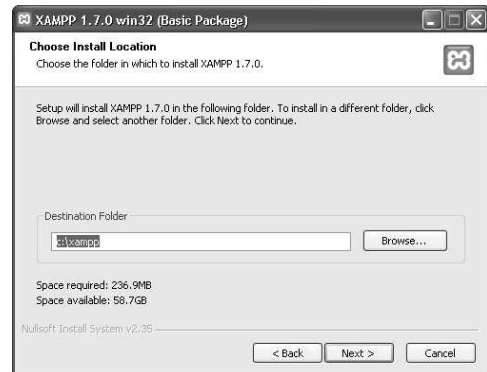 XAMPP 1.7.0 win32 (Basic Package)
Choose Install Location
Choose the folder in which to install XAMPP 1.7.0.
Setup will install XAMPP 1.7.0 in the following folder. To install in a different folder, click
Browse and select another folder. Click Next to continue.
Destination Folder
c:\xampp
Browse...
Space required: 236.9MB
Space available: 58.7GB
Nullsoft Install System v2.35
< Back
Next >
Cancel